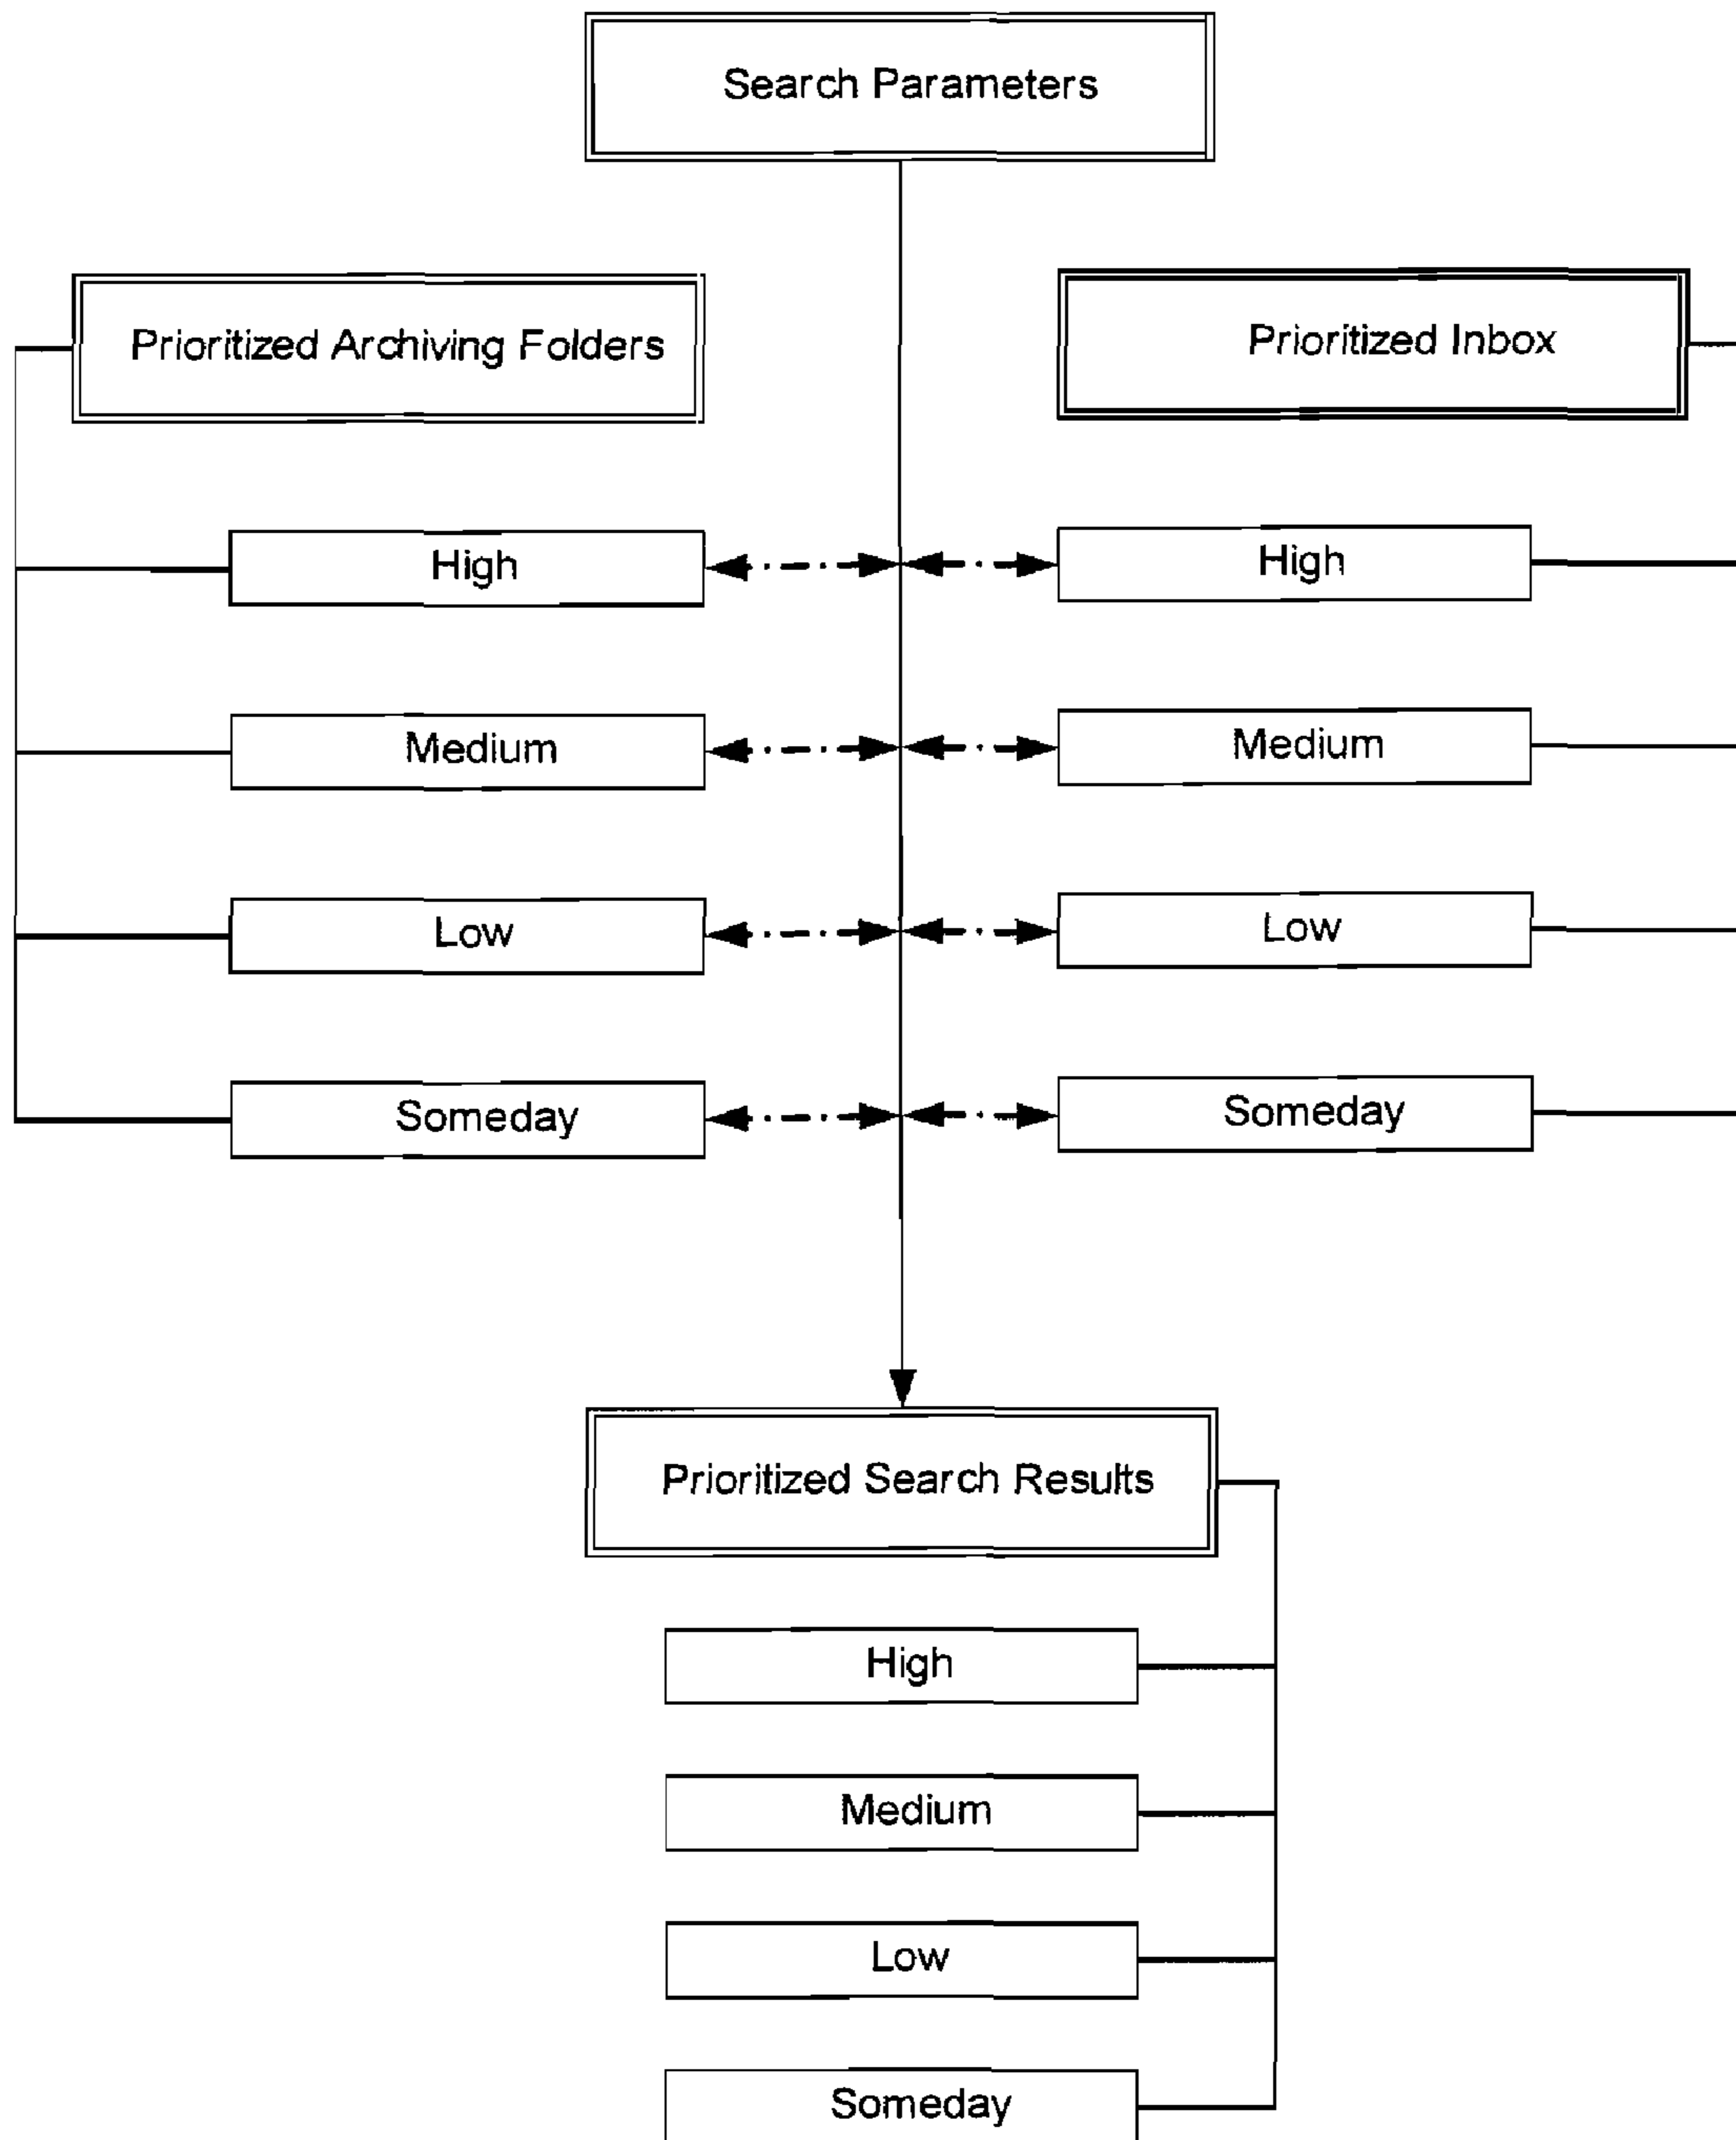 Search Parameters
Prioritized Archiving Folders
Prioritized Inbox
High
High
Medium
Medium
Low
Low
Someday
Someday
Prioritized Search Results
High
Medium
Low
Someday